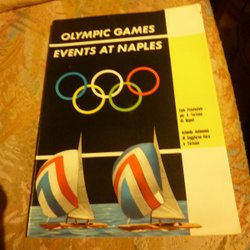 OLYMPIC GAMES
EVENTS AT NAPLES
Ente Provinciale
per il Turismo
di Napoli
Azienda Autonoma
di Soggiorno Cura
e Turismo